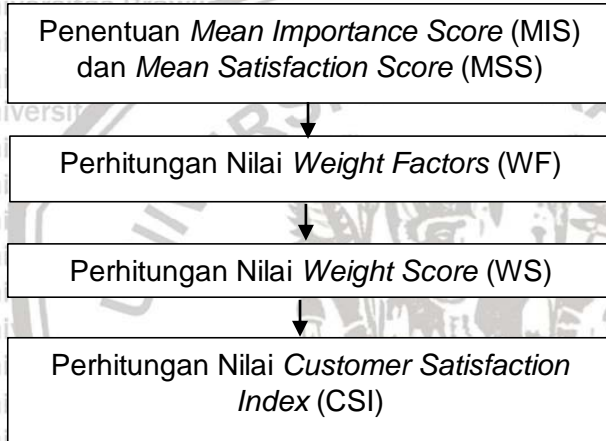 Penentuan Mean Importance Score (MIS)
dan Mean Satisfaction Score (MSS)
Perhitungan Nilai Weight Factors (WF)
Perhitungan Nilai Weight Score (WS)
Perhitungan Nilai Customer Satisfaction
Index (CSI)